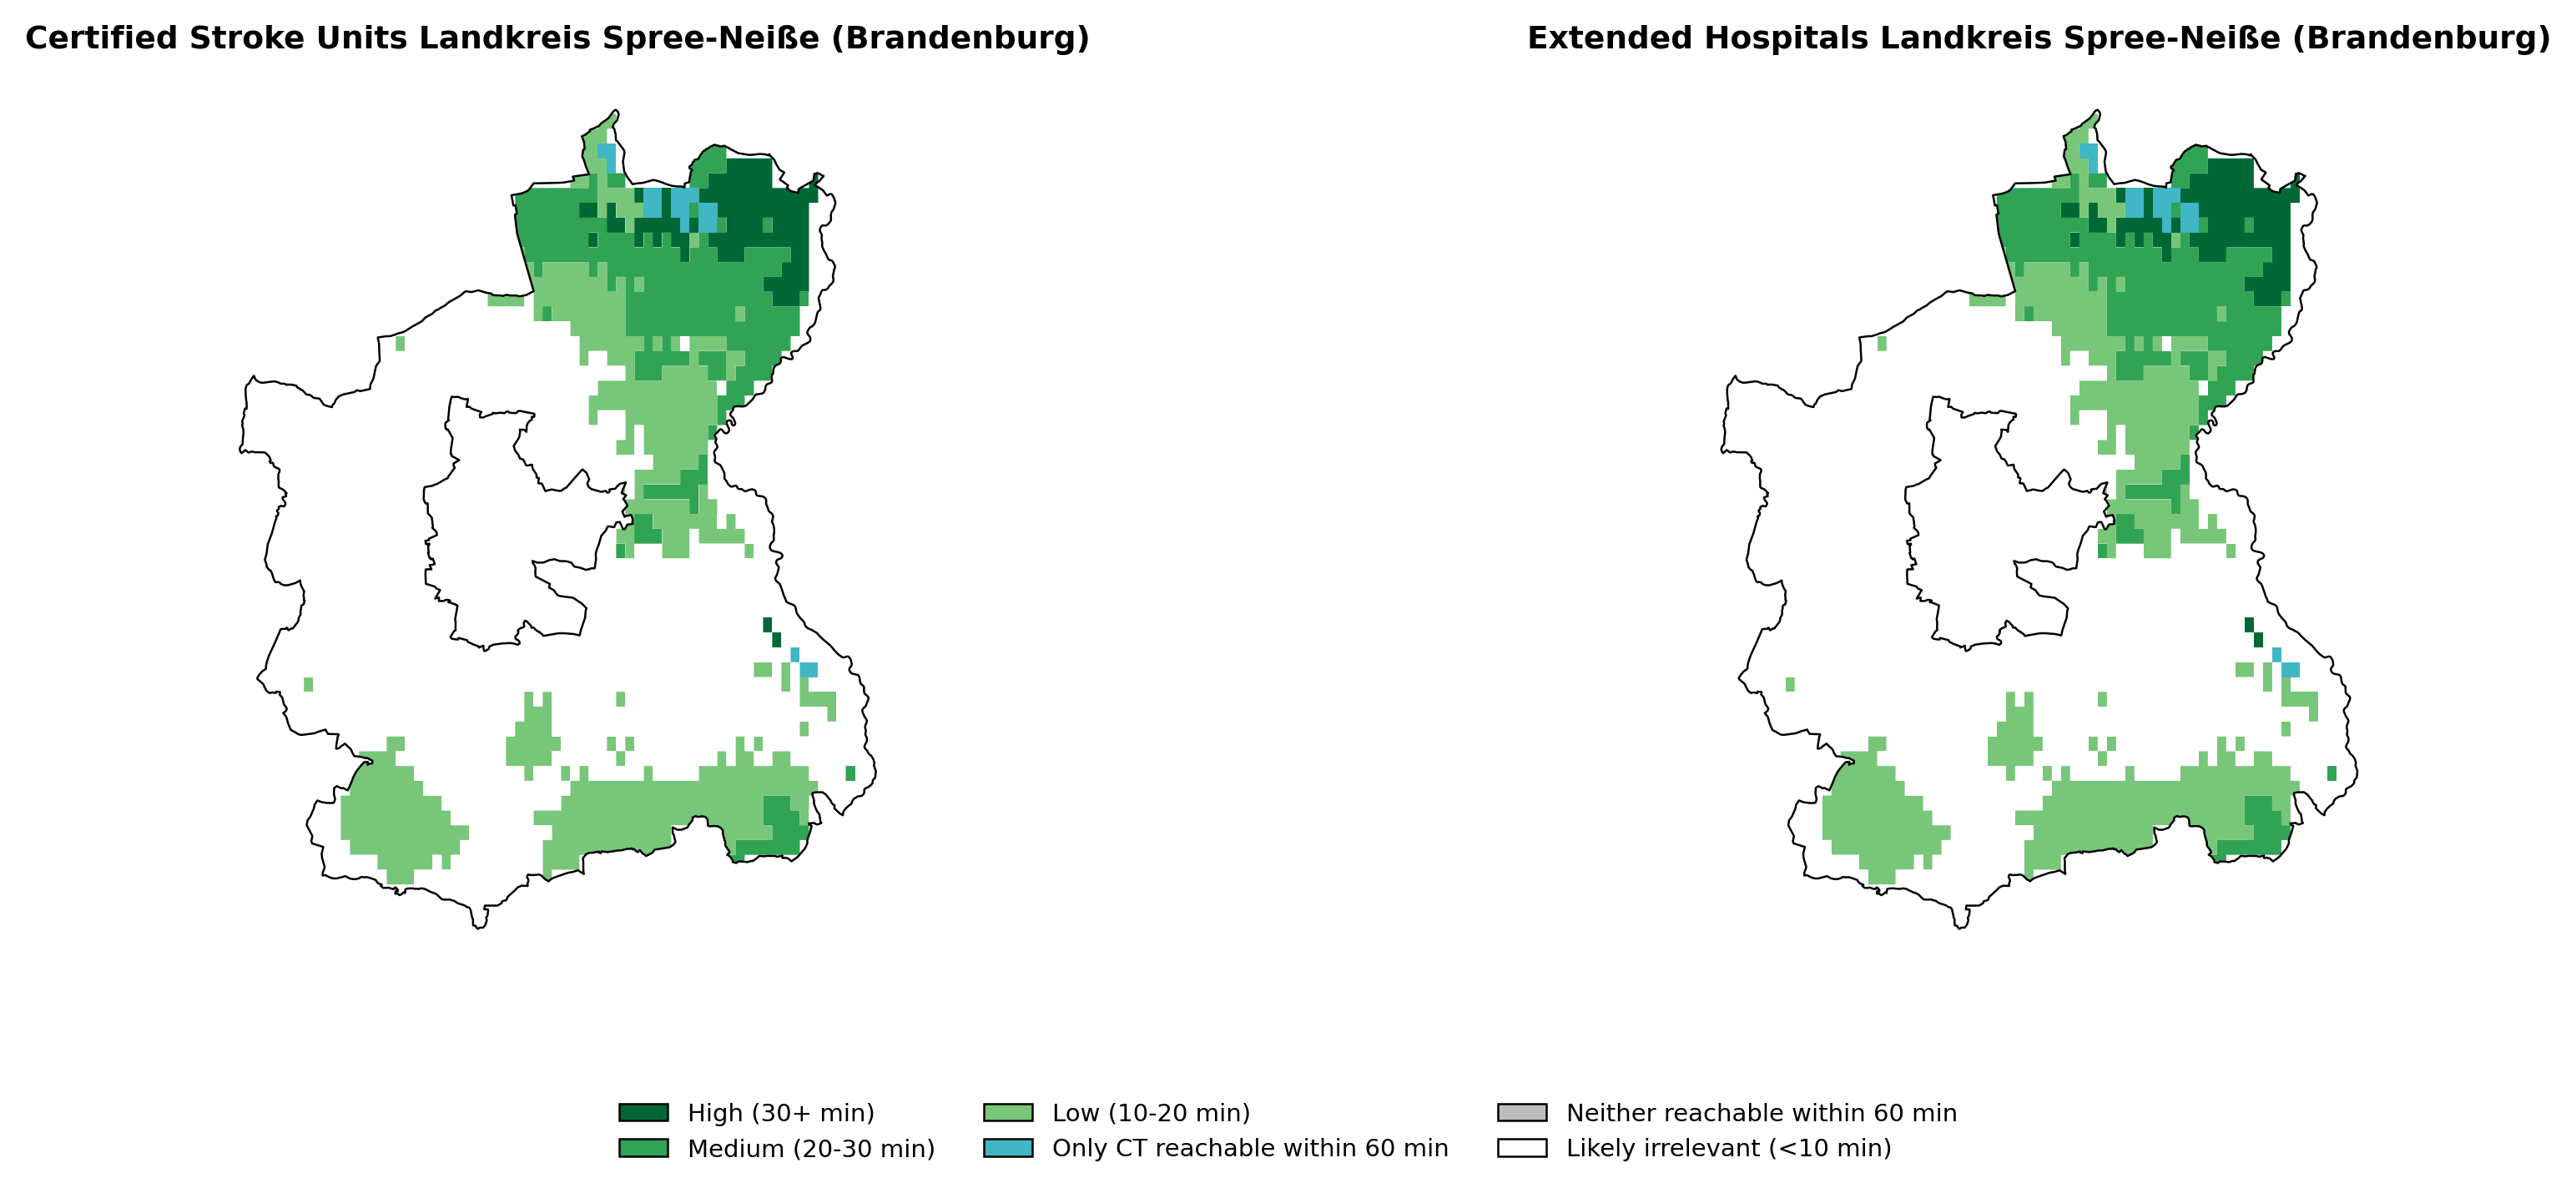 Certified Stroke Units Landkreis Spree-Neiße (Brandenburg)
Extended Hospitals Landkreis Spree-Neiße (Brandenburg)
High (30+ min)
Medium (20-30 min)
Low (10-20 min)
Only CT reachable within 60 min
Neither reachable within 60 min
Likely irrelevant (<10 min)